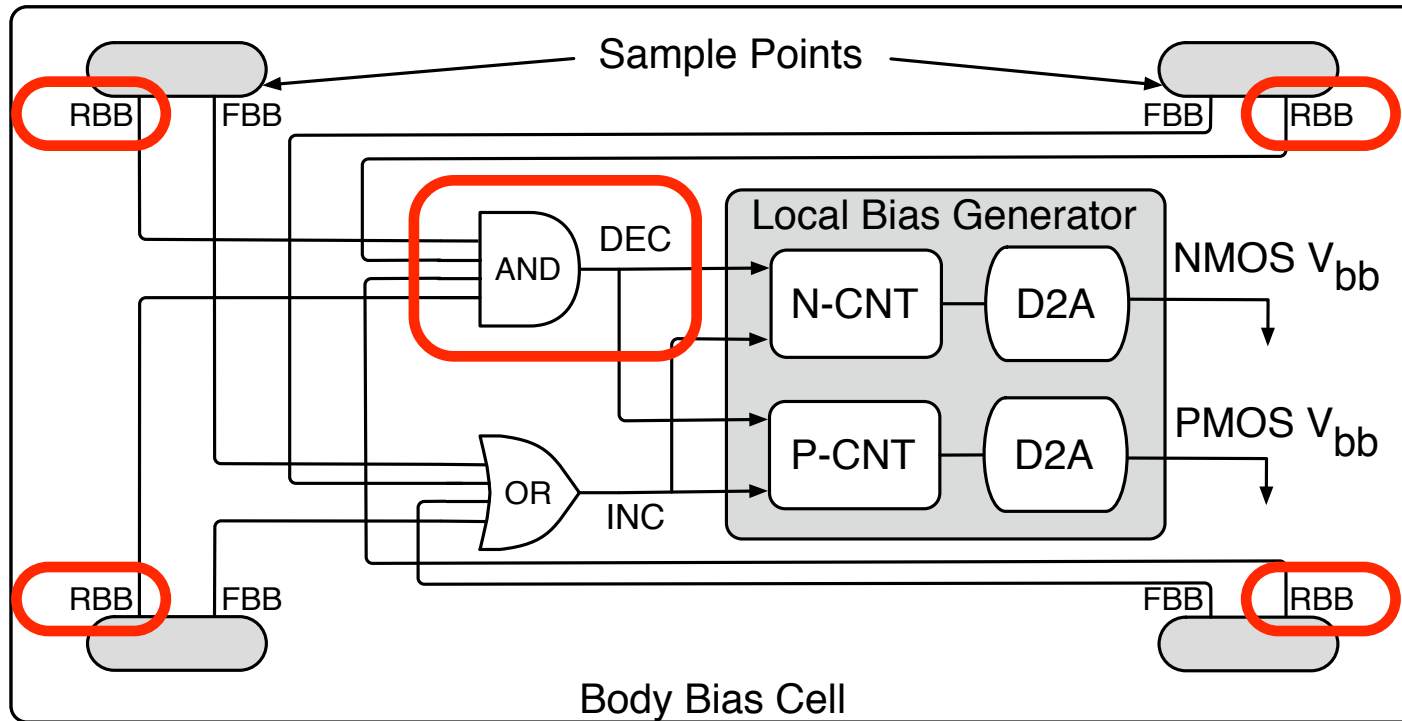 Sample Points
RBB
FBB
FBB
RBB
Local Bias Generator
DEC
AND
N-CNT
D2A
NMOS Vbb
P-CNT
D2A
PMOS Vbb
OR
INC
RBB
FBB
FBB
RBB
Body Bias Cell